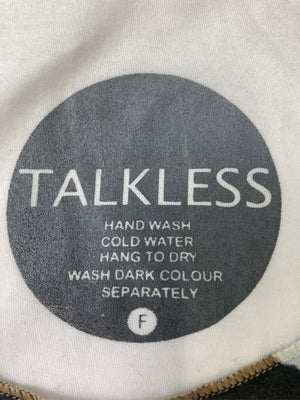 TALKLESS
HAND WASH
COLD WATER
HANG TO DRY
WASH DARK COLOUR
SEPARATELY
F